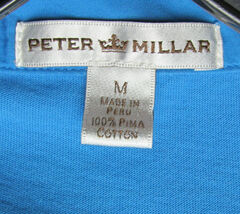 PETER MILLAR
M
MADE IN
PERU
100% PIMA
COTTON